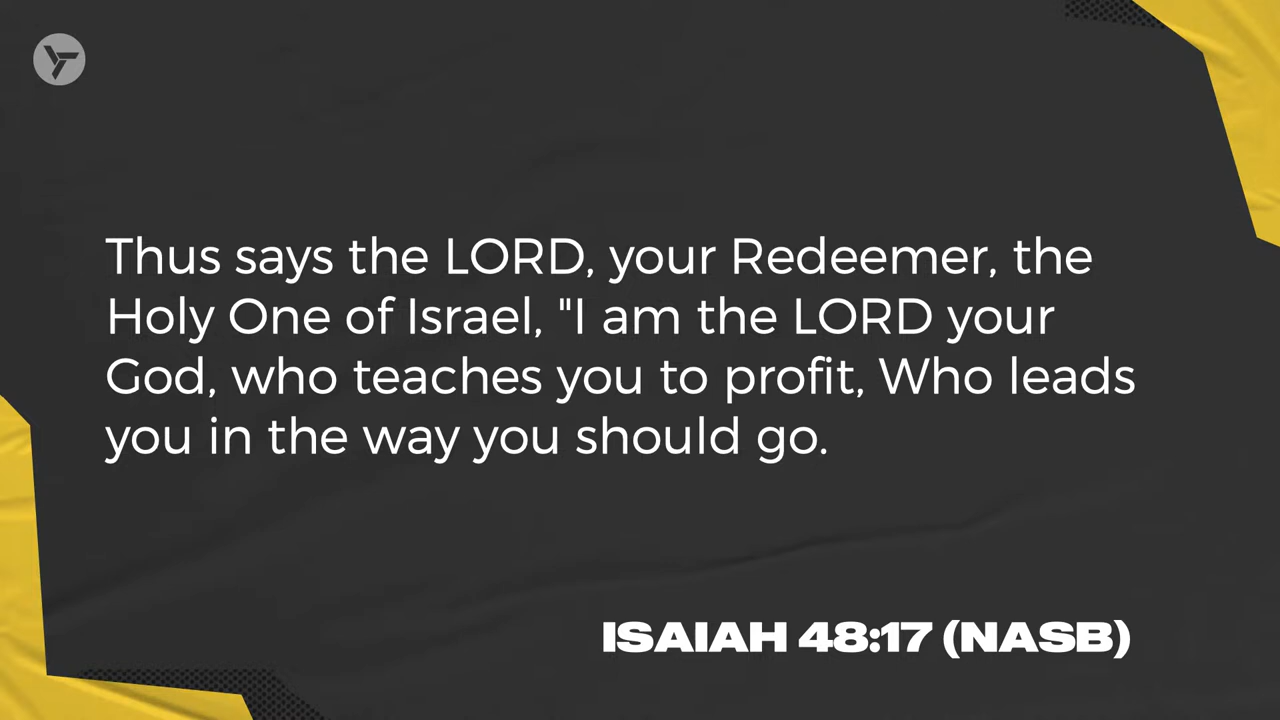 Thus says the LORD, your Redeemer, the
Holy One of Israel, "I am the LORD your
God, who teaches you to profit, Who leads
you in the way you should go.
ISAIAH 48:17 (NASB)